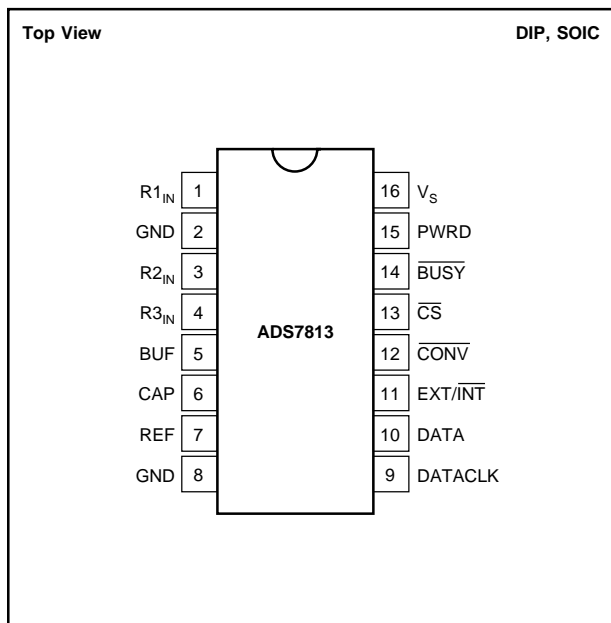 Top View DIP, SOIC
R1IN 1 16 VS
GND 2 15 PWRD
R2IN 3 14 BUSY
R3IN 4 13 CS
ADS7813
BUF 5 12 CONV
CAP 6 11 EXT/INT
REF 7 10 DATA
GND 8 9 DATACLK